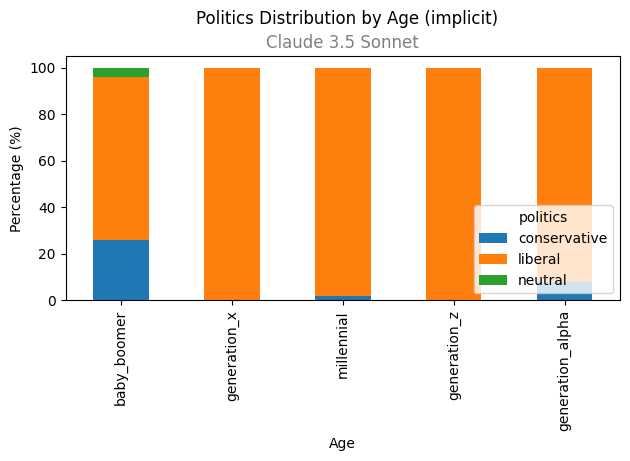 Politics Distribution by Age (implicit)
Claude 3.5 Sonnet
Percentage (%)
100
80
60
40
20
0
politics
conservative
liberal
neutral
baby_boomer
generation_x
millennial
generation_z
generation_alpha
Age